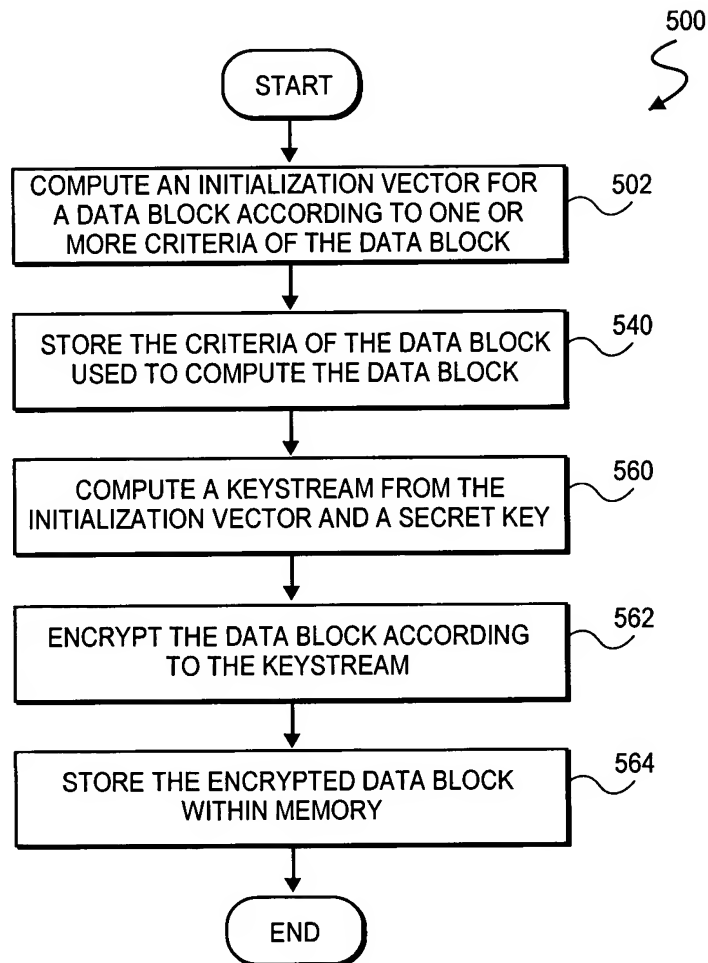 500
START
COMPUTE AN INITIALIZATION VECTOR FOR
A DATA BLOCK ACCORDING TO ONE OR
MORE CRITERIA OF THE DATA BLOCK
502
STORE THE CRITERIA OF THE DATA BLOCK
USED TO COMPUTE THE DATA BLOCK
540
COMPUTE A KEYSTREAM FROM THE
INITIALIZATION VECTOR AND A SECRET KEY
560
ENCRYPT THE DATA BLOCK ACCORDING
TO THE KEYSTREAM
562
STORE THE ENCRYPTED DATA BLOCK
WITHIN MEMORY
564
END